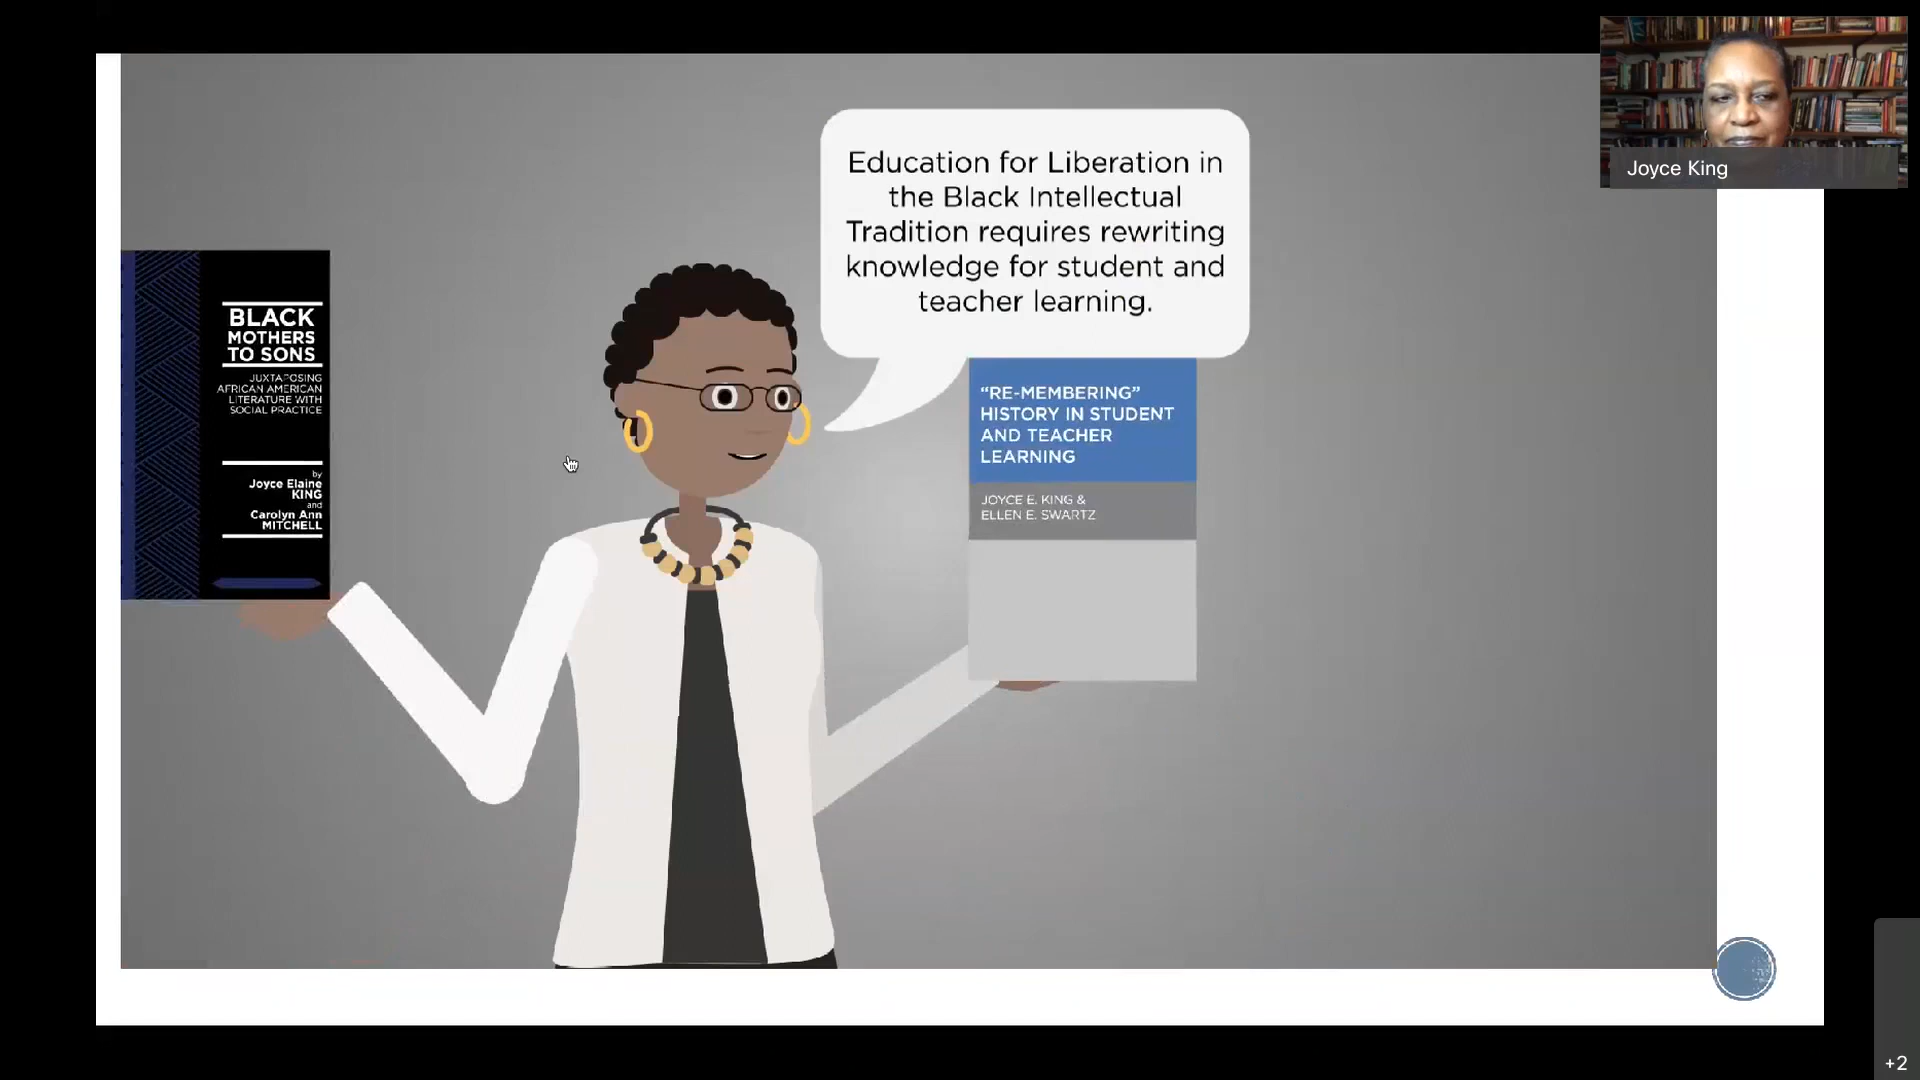 Joyce King
Education for Liberation in
the Black Intellectual
Tradition requires rewriting
knowledge for student and
teacher learning.
BLACK
MOTHERS
TO SONS
JUXTAPOSING
AFRICAN AMERICAN
LITERATURE WITH
SOCIAL PRACTICE
by
Joyce Elaine
KING
and
Carolyn Ann
MITCHELL
“RE-MEMBERING”
HISTORY IN STUDENT
AND TEACHER
LEARNING
JOYCE E. KING &
ELLEN E. SWARTZ
+2